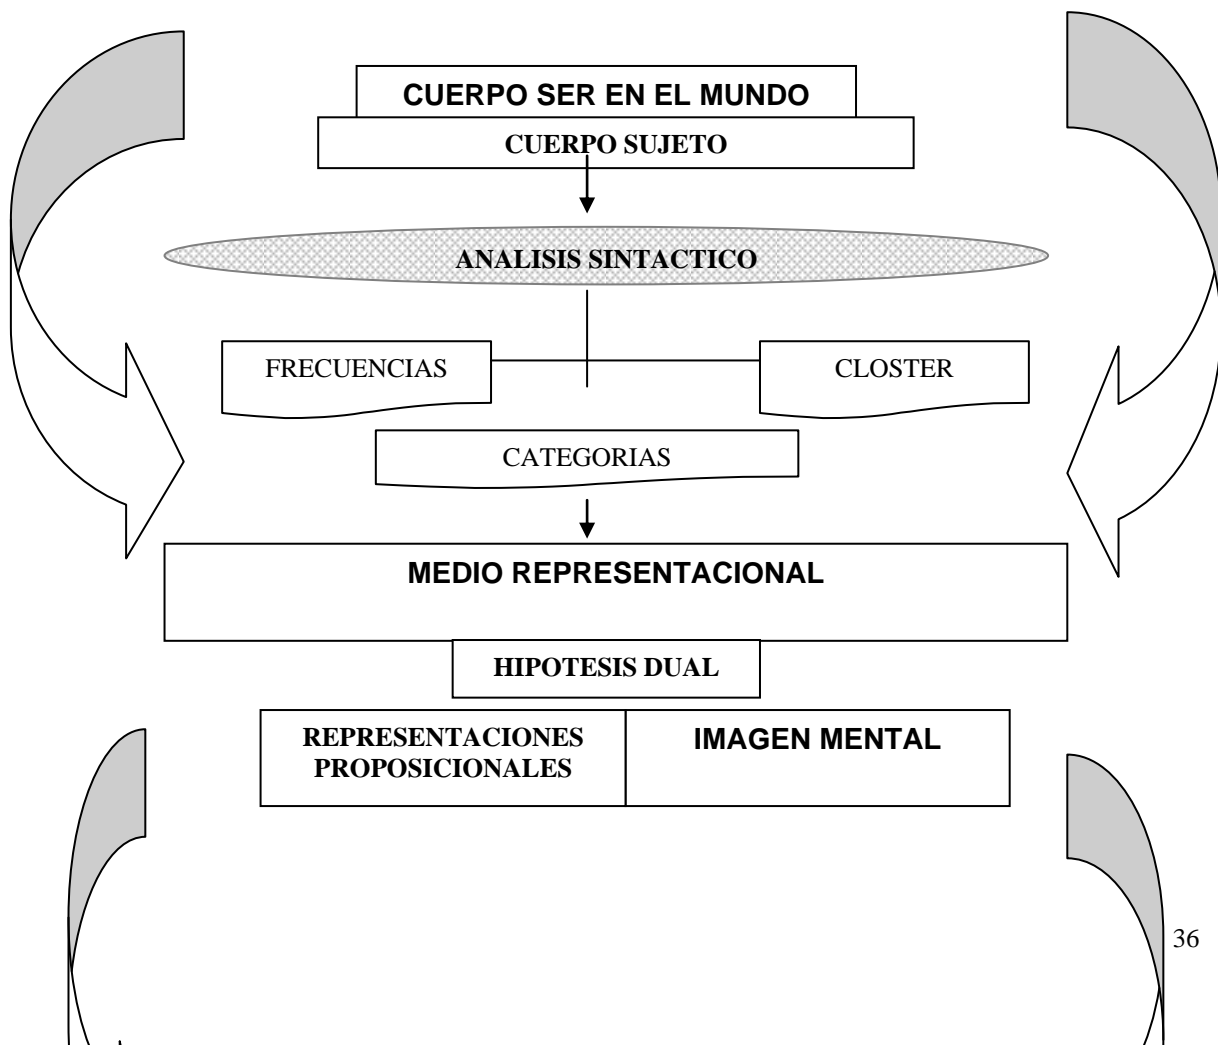 CUERPO SER EN EL MUNDO
CUERPO SUJETO
ANALISIS SINTACTICO
FRECUENCIAS
CLOSTER
CATEGORIAS
MEDIO REPRESENTACIONAL
HIPOTESIS DUAL
REPRESENTACIONES
PROPOSICIONALES
IMAGEN MENTAL
36